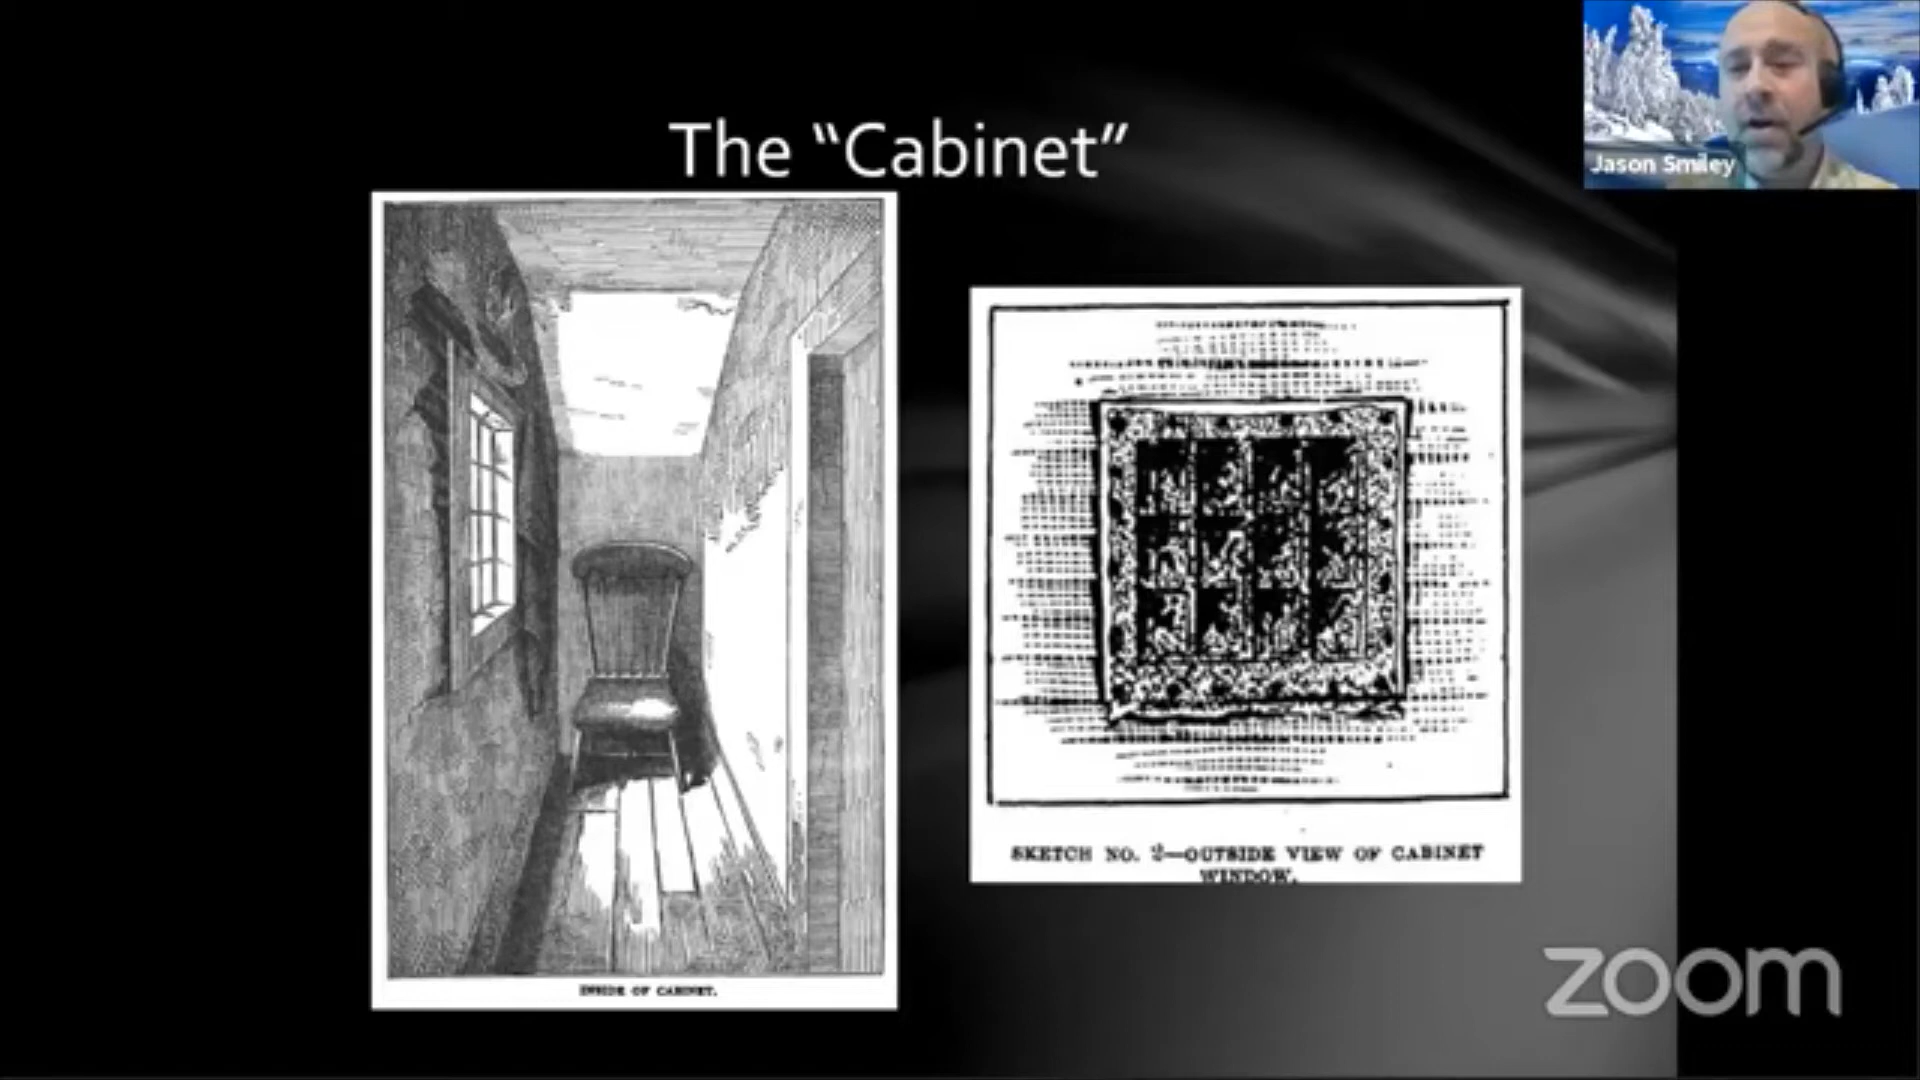 The “Cabinet”
Jason Smiley
INSIDE OF CABINET.
SKETCH NO. 2—OUTSIDE VIEW OF CABINET
WINDOW.
zoom